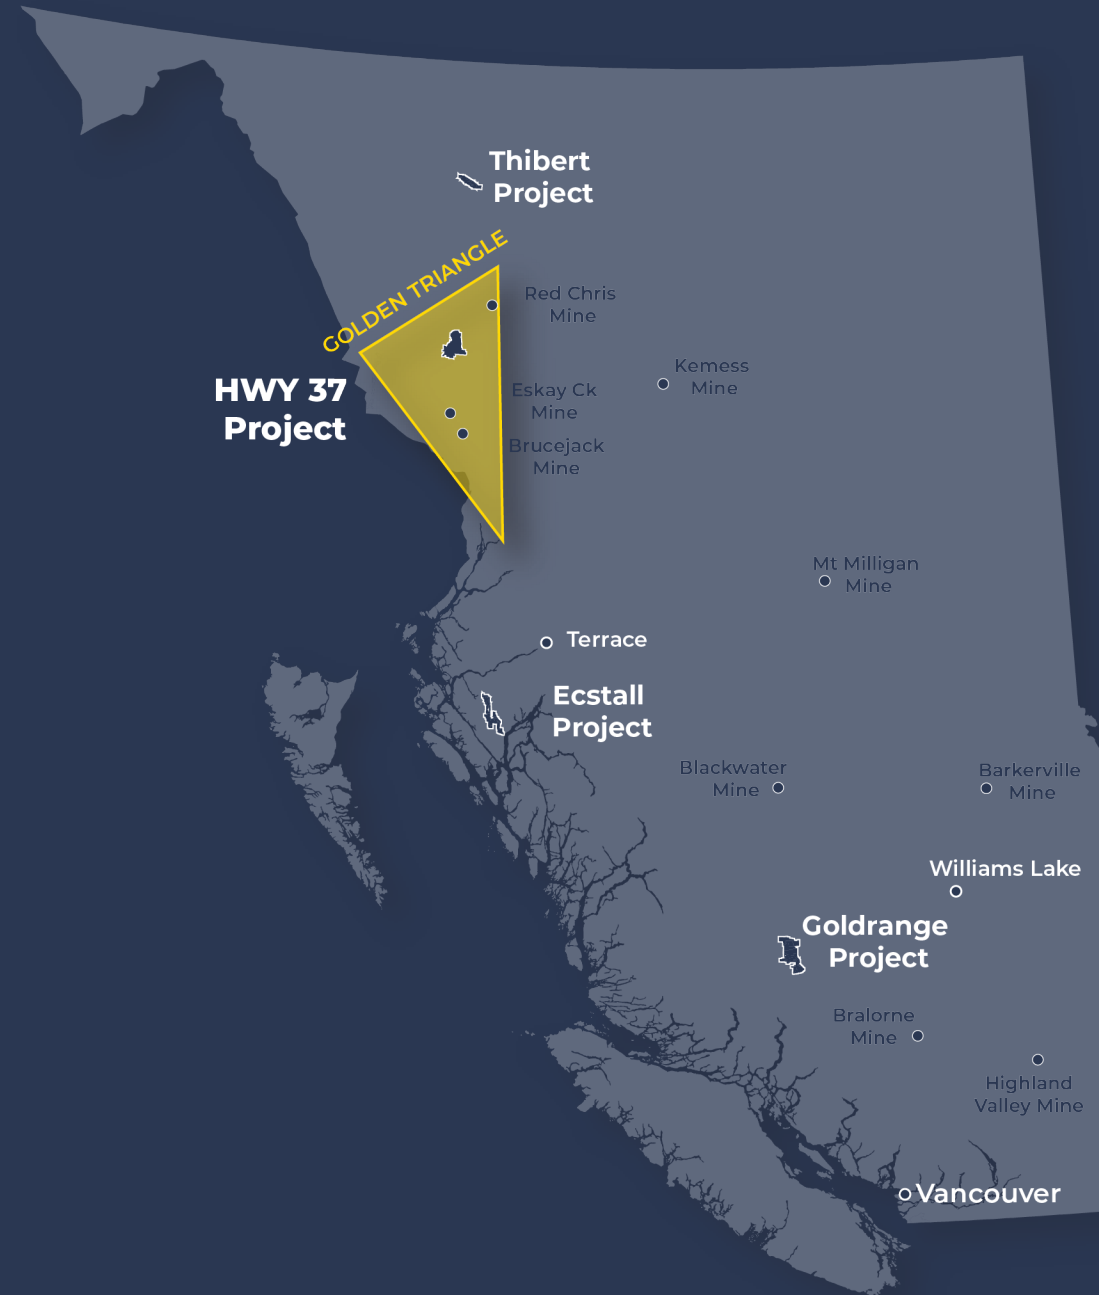 Thibert
Project
GOLDEN TRIANGLE
Red Chris
Mine
HWY 37
Project
Eskay Ck
Mine
Kemess
Mine
Brucejack
Mine
Mt Milligan
Mine
Terrace
Ecstall
Project
Blackwater
Mine
Barkerville
Mine
Williams Lake
Goldrange
Project
Bralorne
Mine
Highland
Valley Mine
Vancouver